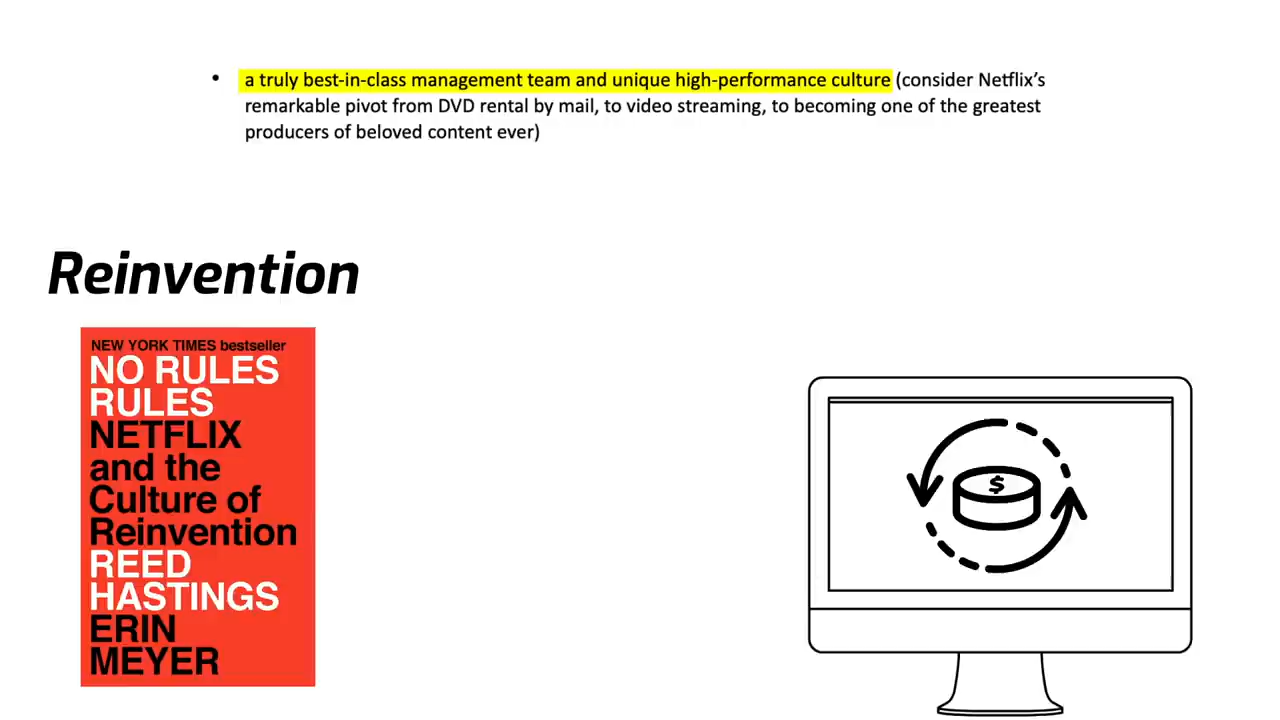 • a truly best-in-class management team and unique high-performance culture (consider Netflix’s
remarkable pivot from DVD rental by mail, to video streaming, to becoming one of the greatest
producers of beloved content ever)
Reinvention
NEW YORK TIMES bestseller
NO RULES
RULES
NETFLIX
and the
Culture of
Reinvention
REED
HASTINGS
ERIN
MEYER
$